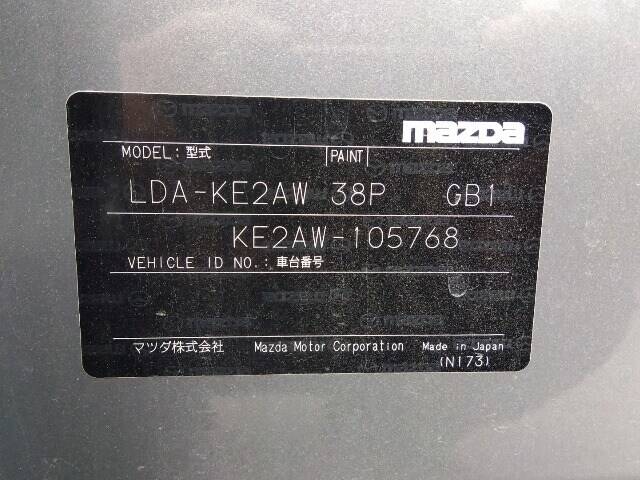 mazda
MODEL: 型式 PAINT
LDA-KE2AW 38P GB1
KE2AW-105768
VEHICLE ID NO.: 車台番号
マツダ株式会社 Mazda Motor Corporation Made in Japan
(N173)